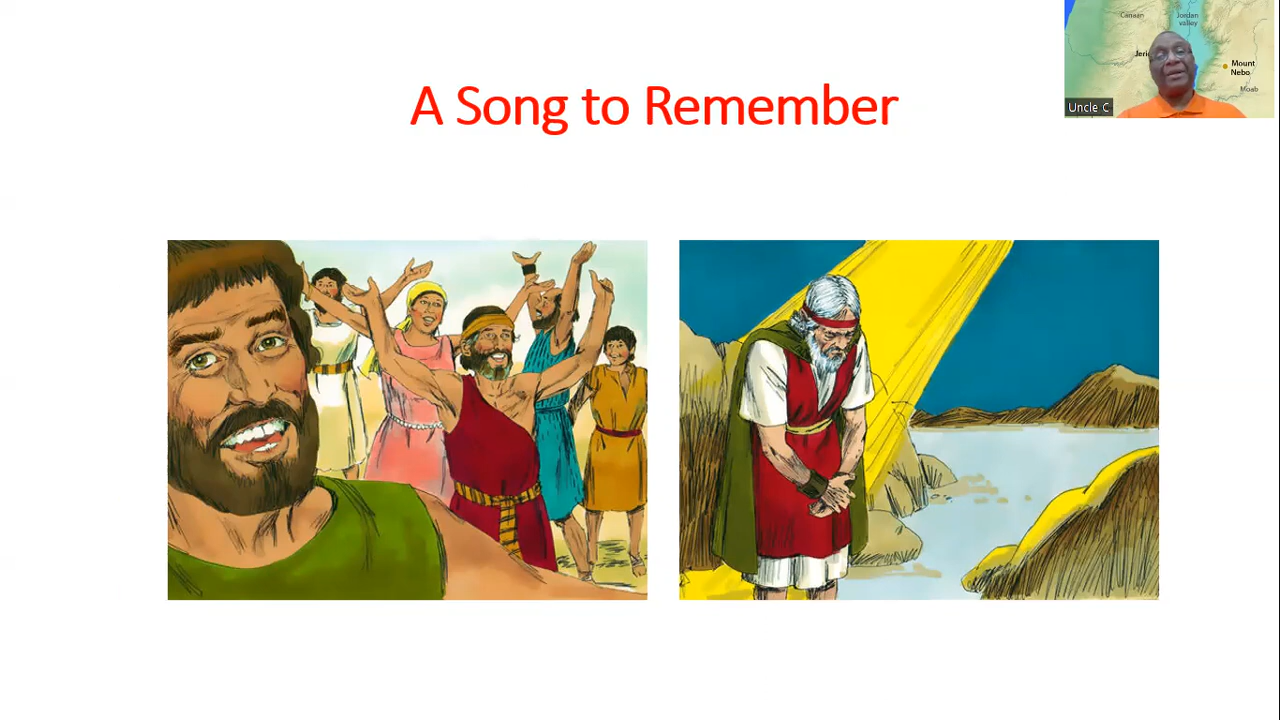 A Song to Remember
Canaan
Jordan
valley
Mount
Nebo
Moab
Uncle C